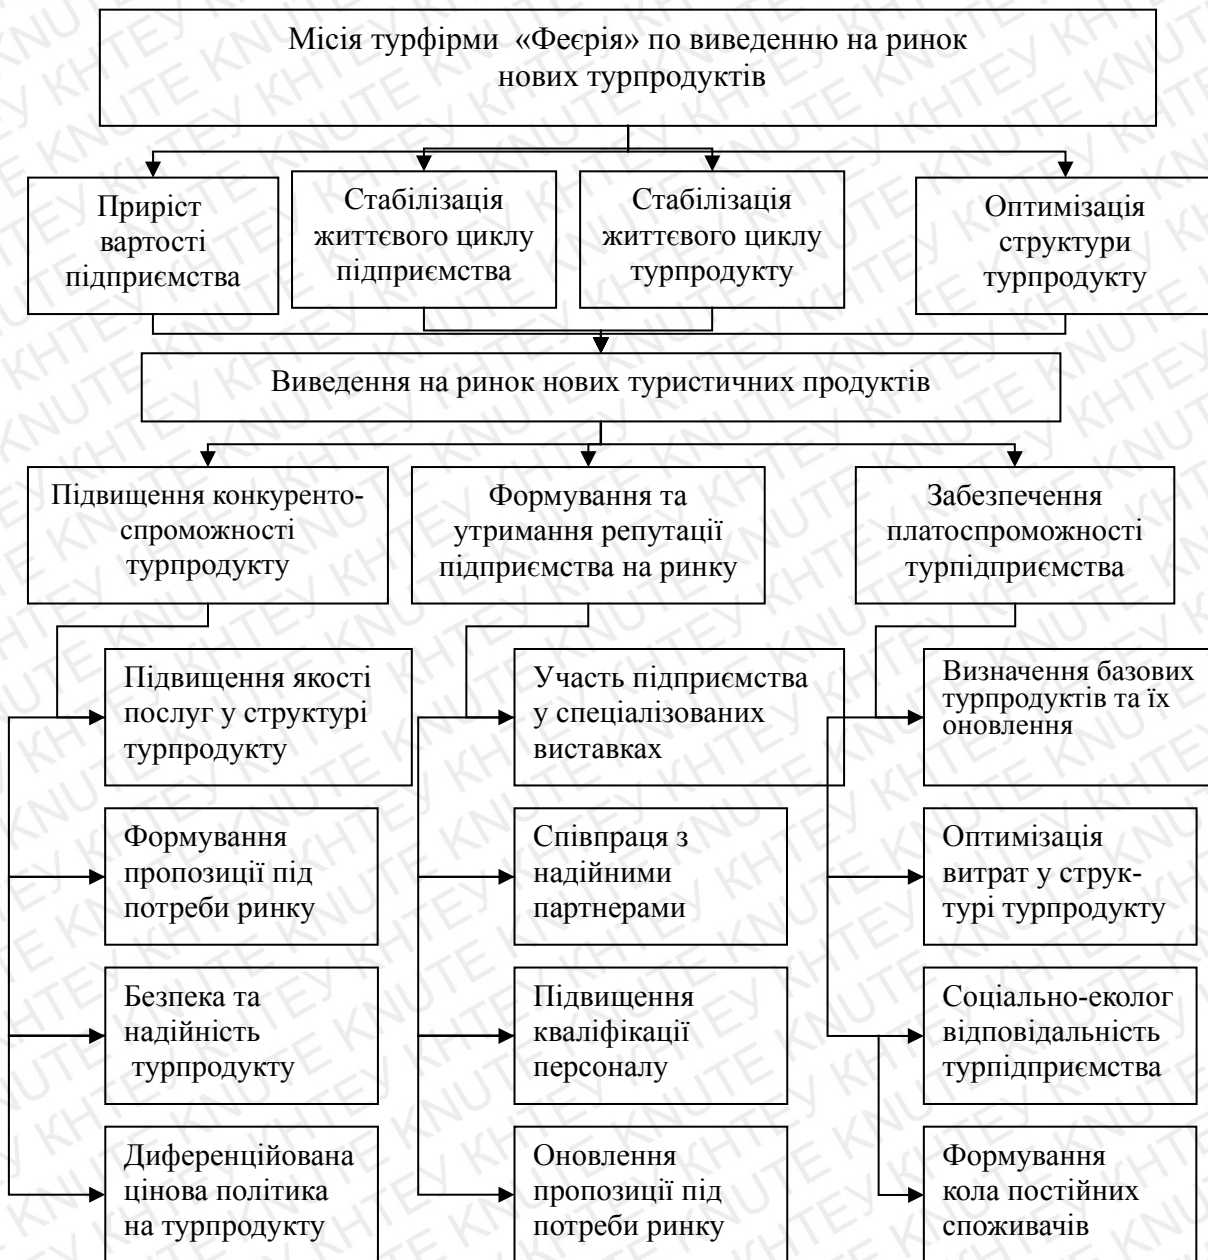 Місія турфірми «Феєрія» по виведенню на ринок
нових турпродуктів
Приріст
вартості
підприємства
Стабілізація
життєвого циклу
підприємства
Стабілізація
життєвого циклу
турпродукту
Оптимізація
структури
турпродукту
Виведення на ринок нових туристичних продуктів
Підвищення конкуренто-
спроможності
турпродукту
Формування та
утримання репутації
підприємства на ринку
Забезпечення
платоспроможності
турпідприємства
Підвищення якості
послуг у структурі
турпродукту
Участь підприємства
у спеціалізованих
виставках
Визначення базових
турпродуктів та їх
оновлення
Формування
пропозиції під
потреби ринку
Співпраця з
надійними
партнерами
Оптимізація
витрат у струк-
турі турпродукту
Безпека та
надійність
турпродукту
Підвищення
кваліфікації
персоналу
Соціально-еколог
відповідальність
турпідприємства
Диференційована
цінова політика
на турпродукту
Оновлення
пропозиції під
потреби ринку
Формування
кола постійних
споживачів